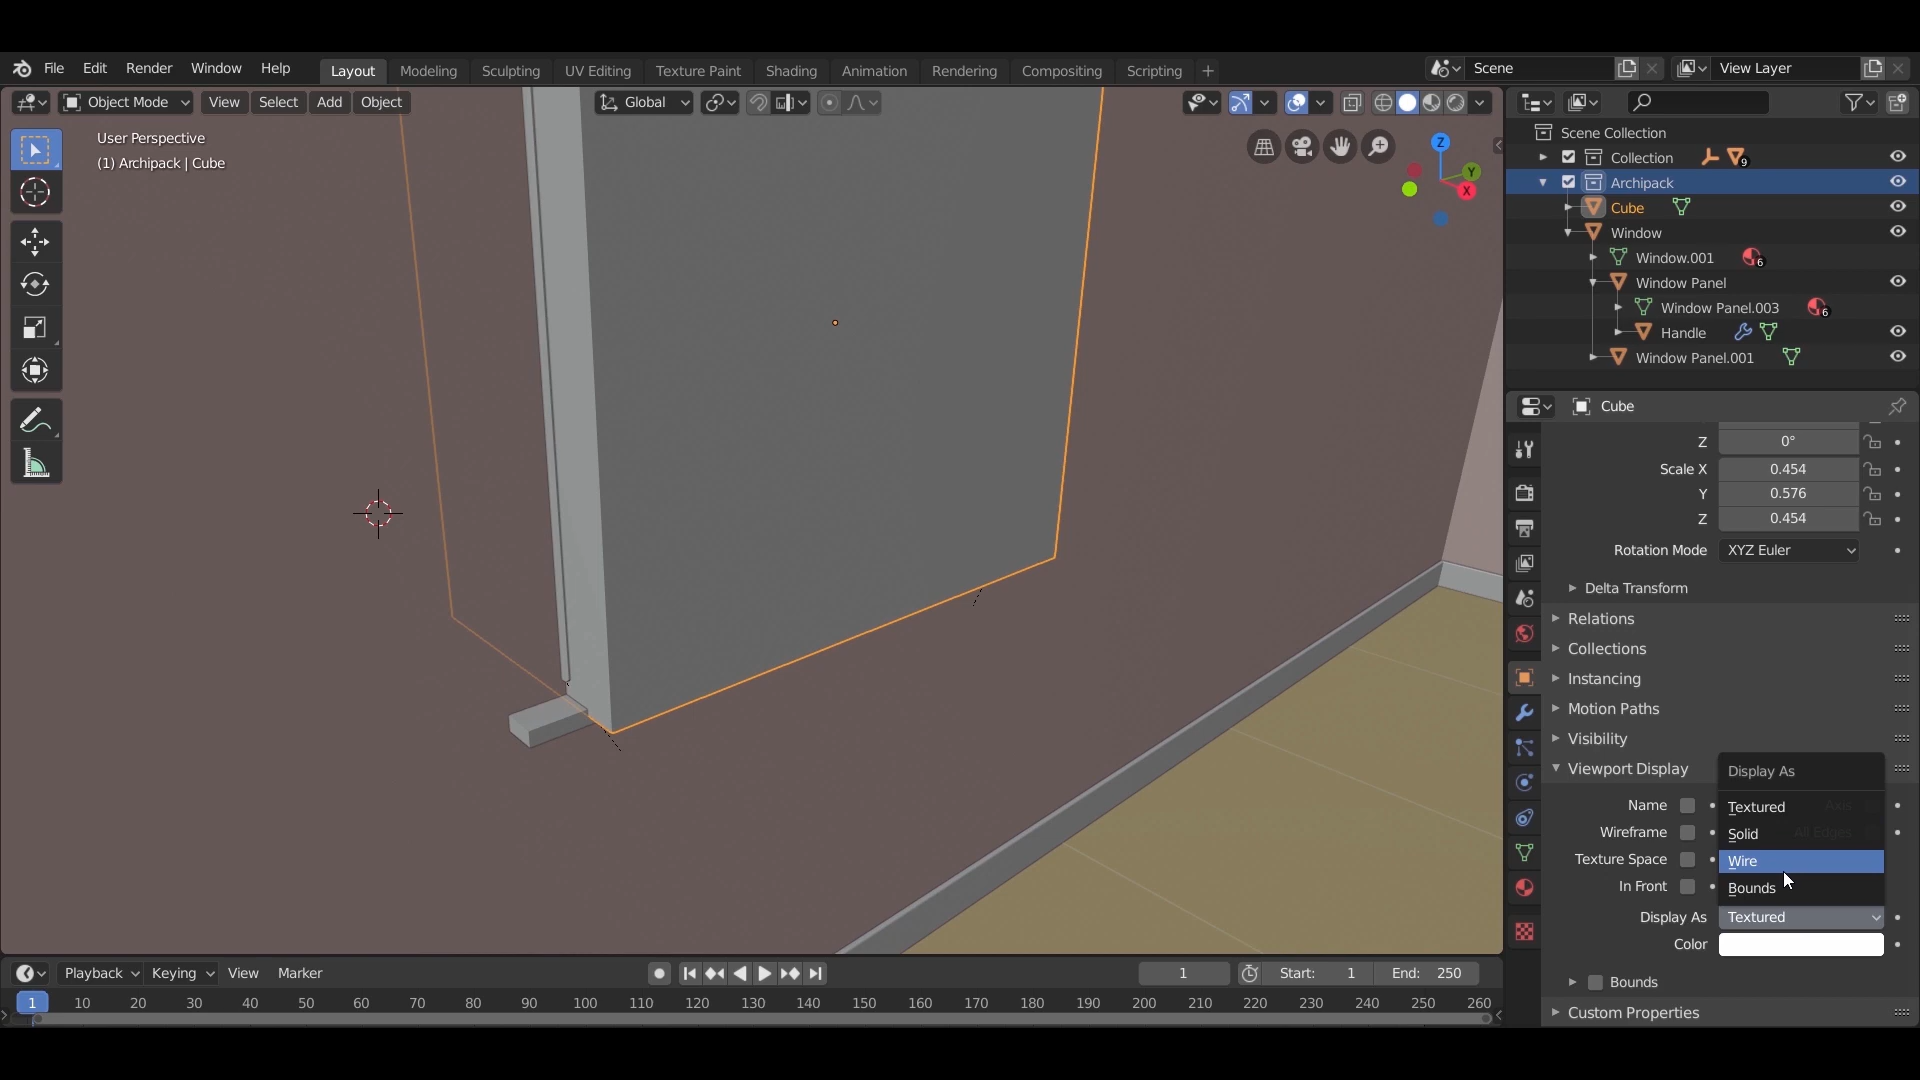 File Edit Render Window Help Layout Modeling Sculpting UV Editing Texture Paint Shading Animation Rendering Compositing Scripting + Scene View Layer
Object Mode View Select Add Object Global
User Perspective
(1) Archipack | Cube
Z
Y
X
Scene Collection
Collection 9
Archipack
Cube
Window
Window.001 6
Window Panel
Window Panel.003 6
Handle
Window Panel.001
Cube
Z 0°
Scale X 0.454
Y 0.576
Z 0.454
Rotation Mode XYZ Euler
Delta Transform
Relations
Collections
Instancing
Motion Paths
Visibility
Viewport Display
Display As
Name
Textured Axis
Wireframe
Solid All Edges
Texture Space
Wire
In Front
Bounds
Display As Textured
Color
Bounds
Custom Properties
Playback Keying View Marker 1 Start: 1 End: 250
1 10 20 30 40 50 60 70 80 90 100 110 120 130 140 150 160 170 180 190 200 210 220 230 240 250 260